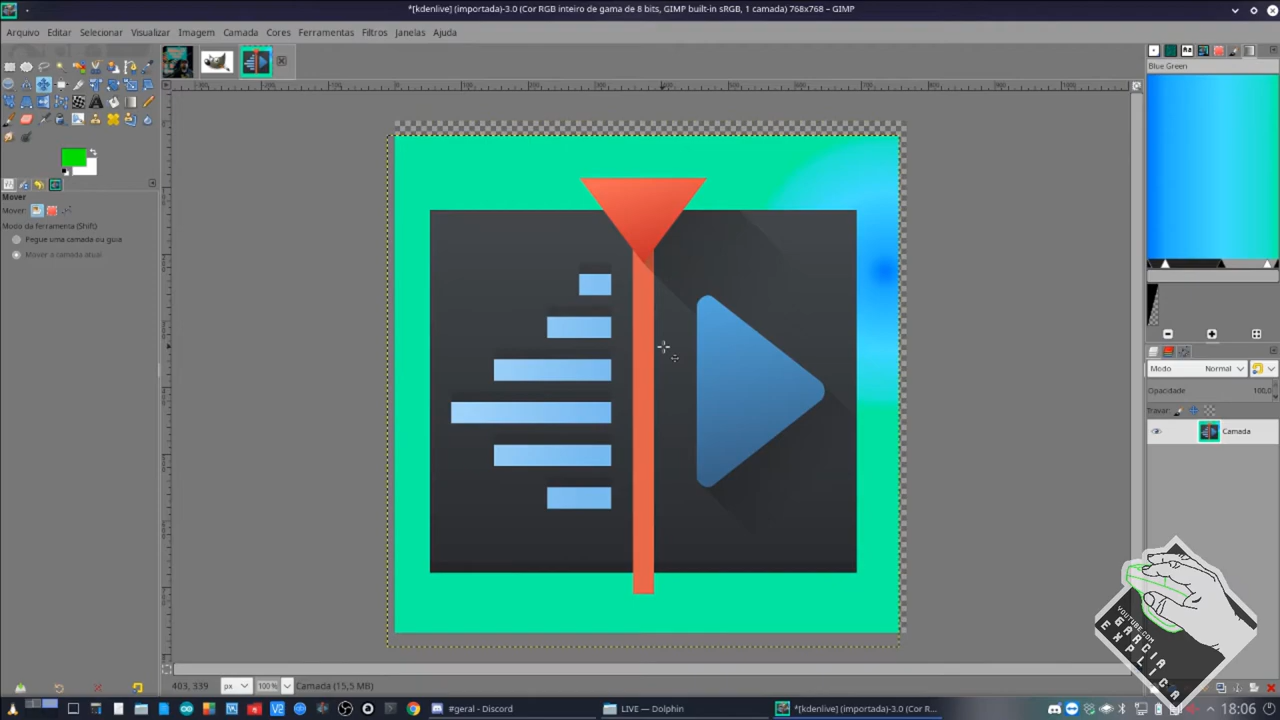 *[kdenlive] (importada)-3.0 (Cor RGB inteiro de gama de 8 bits, GIMP built-in sRGB, 1 camada) 768x768 – GIMP
Arquivo Editar Selecionar Visualizar Imagem Camada Cores Ferramentas Filtros Janelas Ajuda
Blue Green
Mover
Mover:
Modo da ferramenta (Shift)
Pegue uma camada ou guia
Mover a camada atual
Modo Normal
Opacidade 100,0
Travar:
Camada
YOUTUBE.COM
EGARCIA
EXPLICA
403, 339 px 100 % Camada (15,5 MB)
#geral - Discord
LIVE — Dolphin
*[kdenlive] (importada)-3.0 (Cor R...
18:06